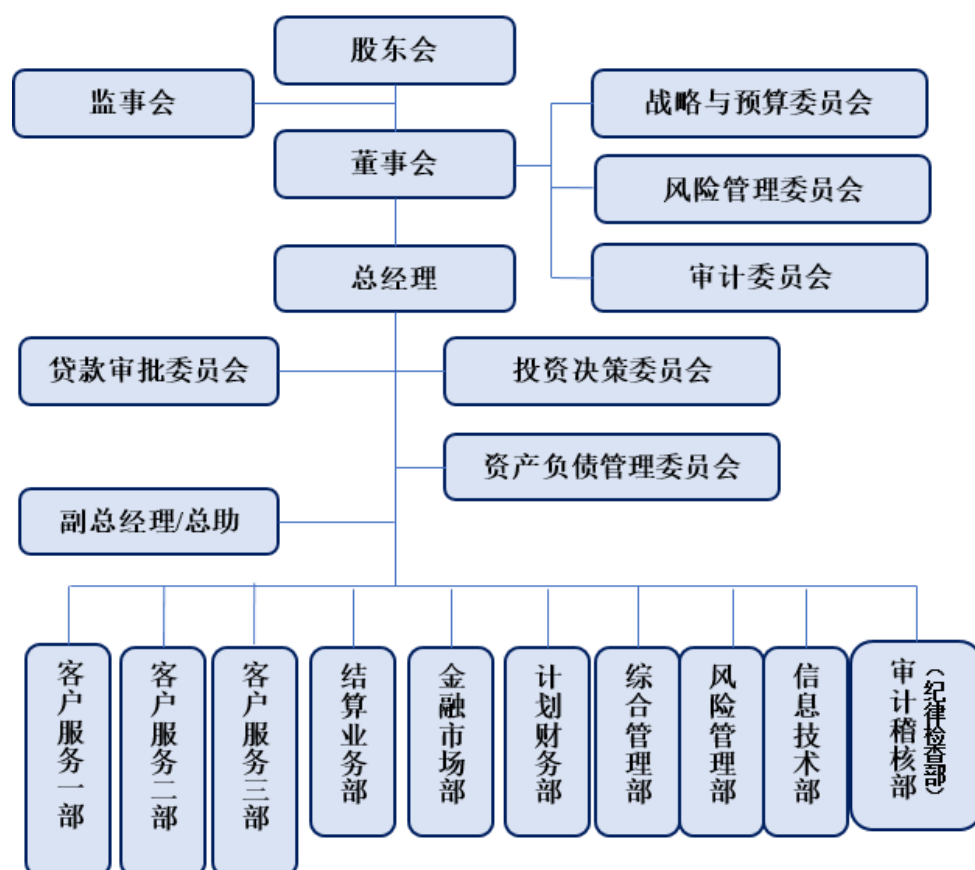 股东会
监事会
战略与预算委员会
董事会
风险管理委员会
总经理
审计委员会
贷款审批委员会
投资决策委员会
资产负债管理委员会
副总经理/总助
客户服务一部
客户服务二部
客户服务三部
结算业务部
金融市场部
计划财务部
综合管理部
风险管理部
信息技术部
审计稽核部
（纪律检查部）